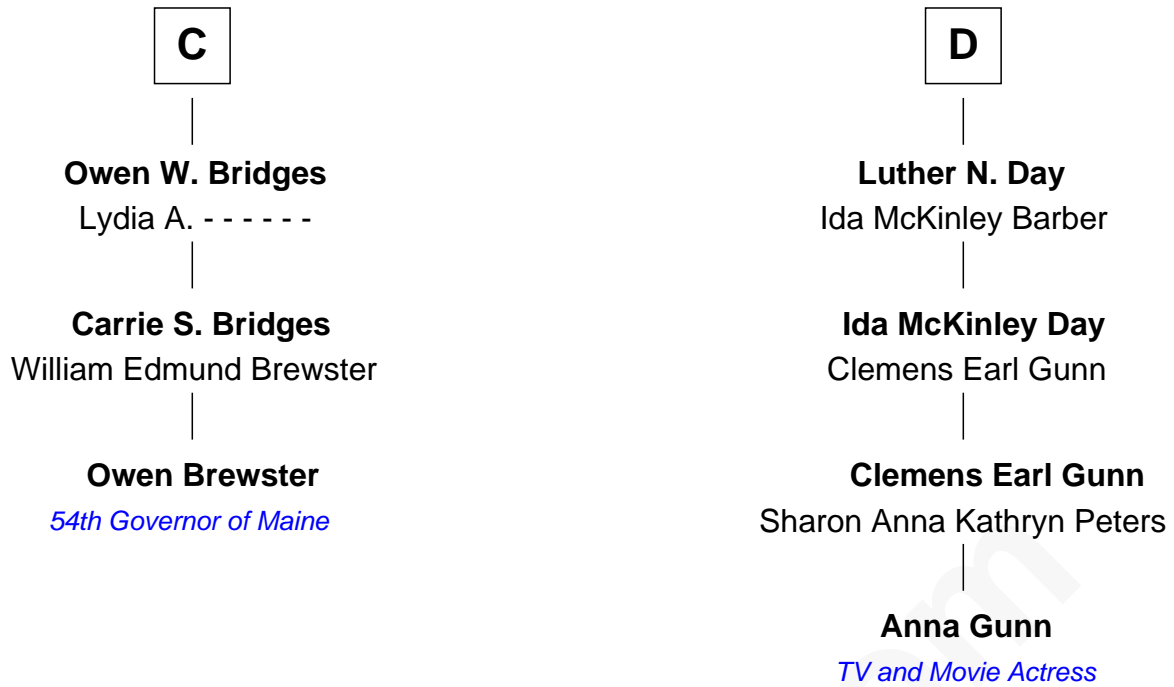 C
Owen W. Bridges
Lydia A. - - - - - -
Carrie S. Bridges
William Edmund Brewster
Owen Brewster
54th Governor of Maine
D
Luther N. Day
Ida McKinley Barber
Ida McKinley Day
Clemens Earl Gunn
Clemens Earl Gunn
Sharon Anna Kathryn Peters
Anna Gunn
TV and Movie Actress